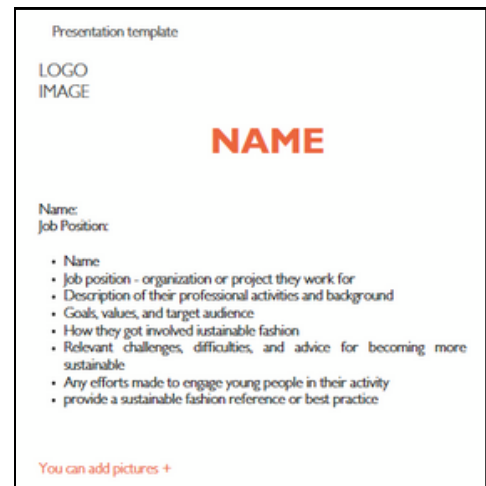 Presentation template
LOGO
IMAGE
NAME
Name:
Job Position:
• Name
• Job position - organization or project they work for
• Description of their professional activities and background
• Goals, values, and target audience
• How they got involved iustainable fashion
• Relevant challenges, difficulties, and advice for becoming more
sustainable
• Any efforts made to engage young people in their activity
• provide a sustainable fashion reference or best practice
You can add pictures +